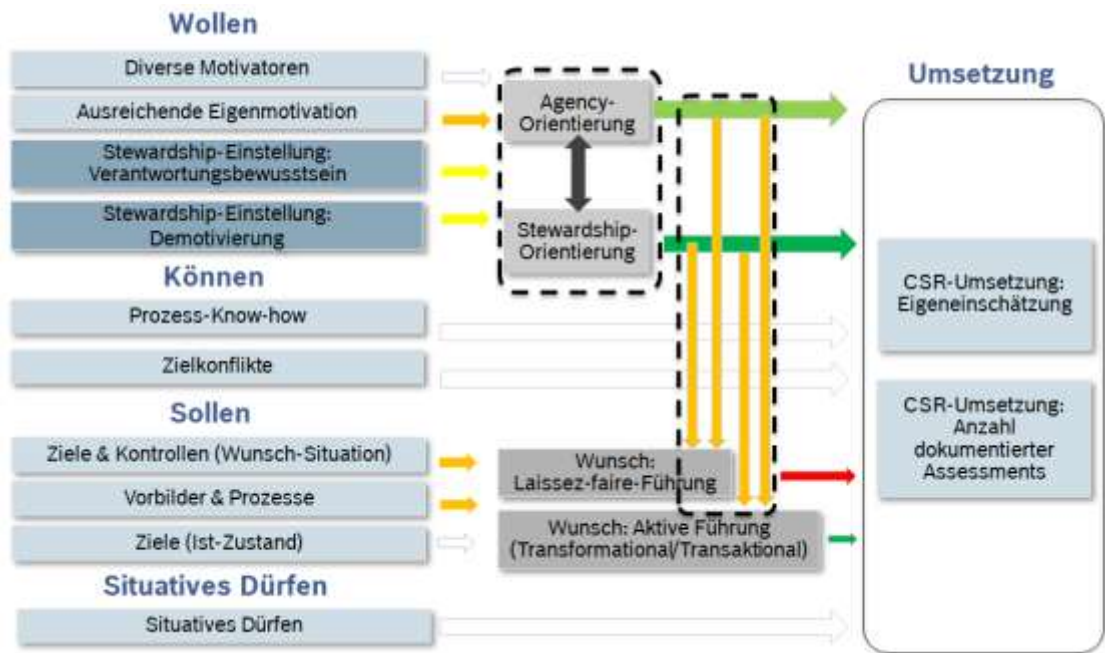 Wollen
Diverse Motivatoren
Ausreichende Eigenmotivation
Stewardship-Einstellung:
Verantwortungsbewusstsein
Stewardship-Einstellung:
Demotivierung
Können
Prozess-Know-how
Zielkonflikte
Sollen
Ziele & Kontrollen (Wunsch-Situation)
Vorbilder & Prozesse
Ziele (Ist-Zustand)
Situatives Dürfen
Situatives Dürfen
Agency-
Orientierung
Stewardship-
Orientierung
Wunsch:
Laissez-faire-Führung
Wunsch: Aktive Führung
(Transformational/Transaktional)
Umsetzung
CSR-Umsetzung:
Eigeneinschätzung
CSR-Umsetzung:
Anzahl
dokumentierter
Assessments